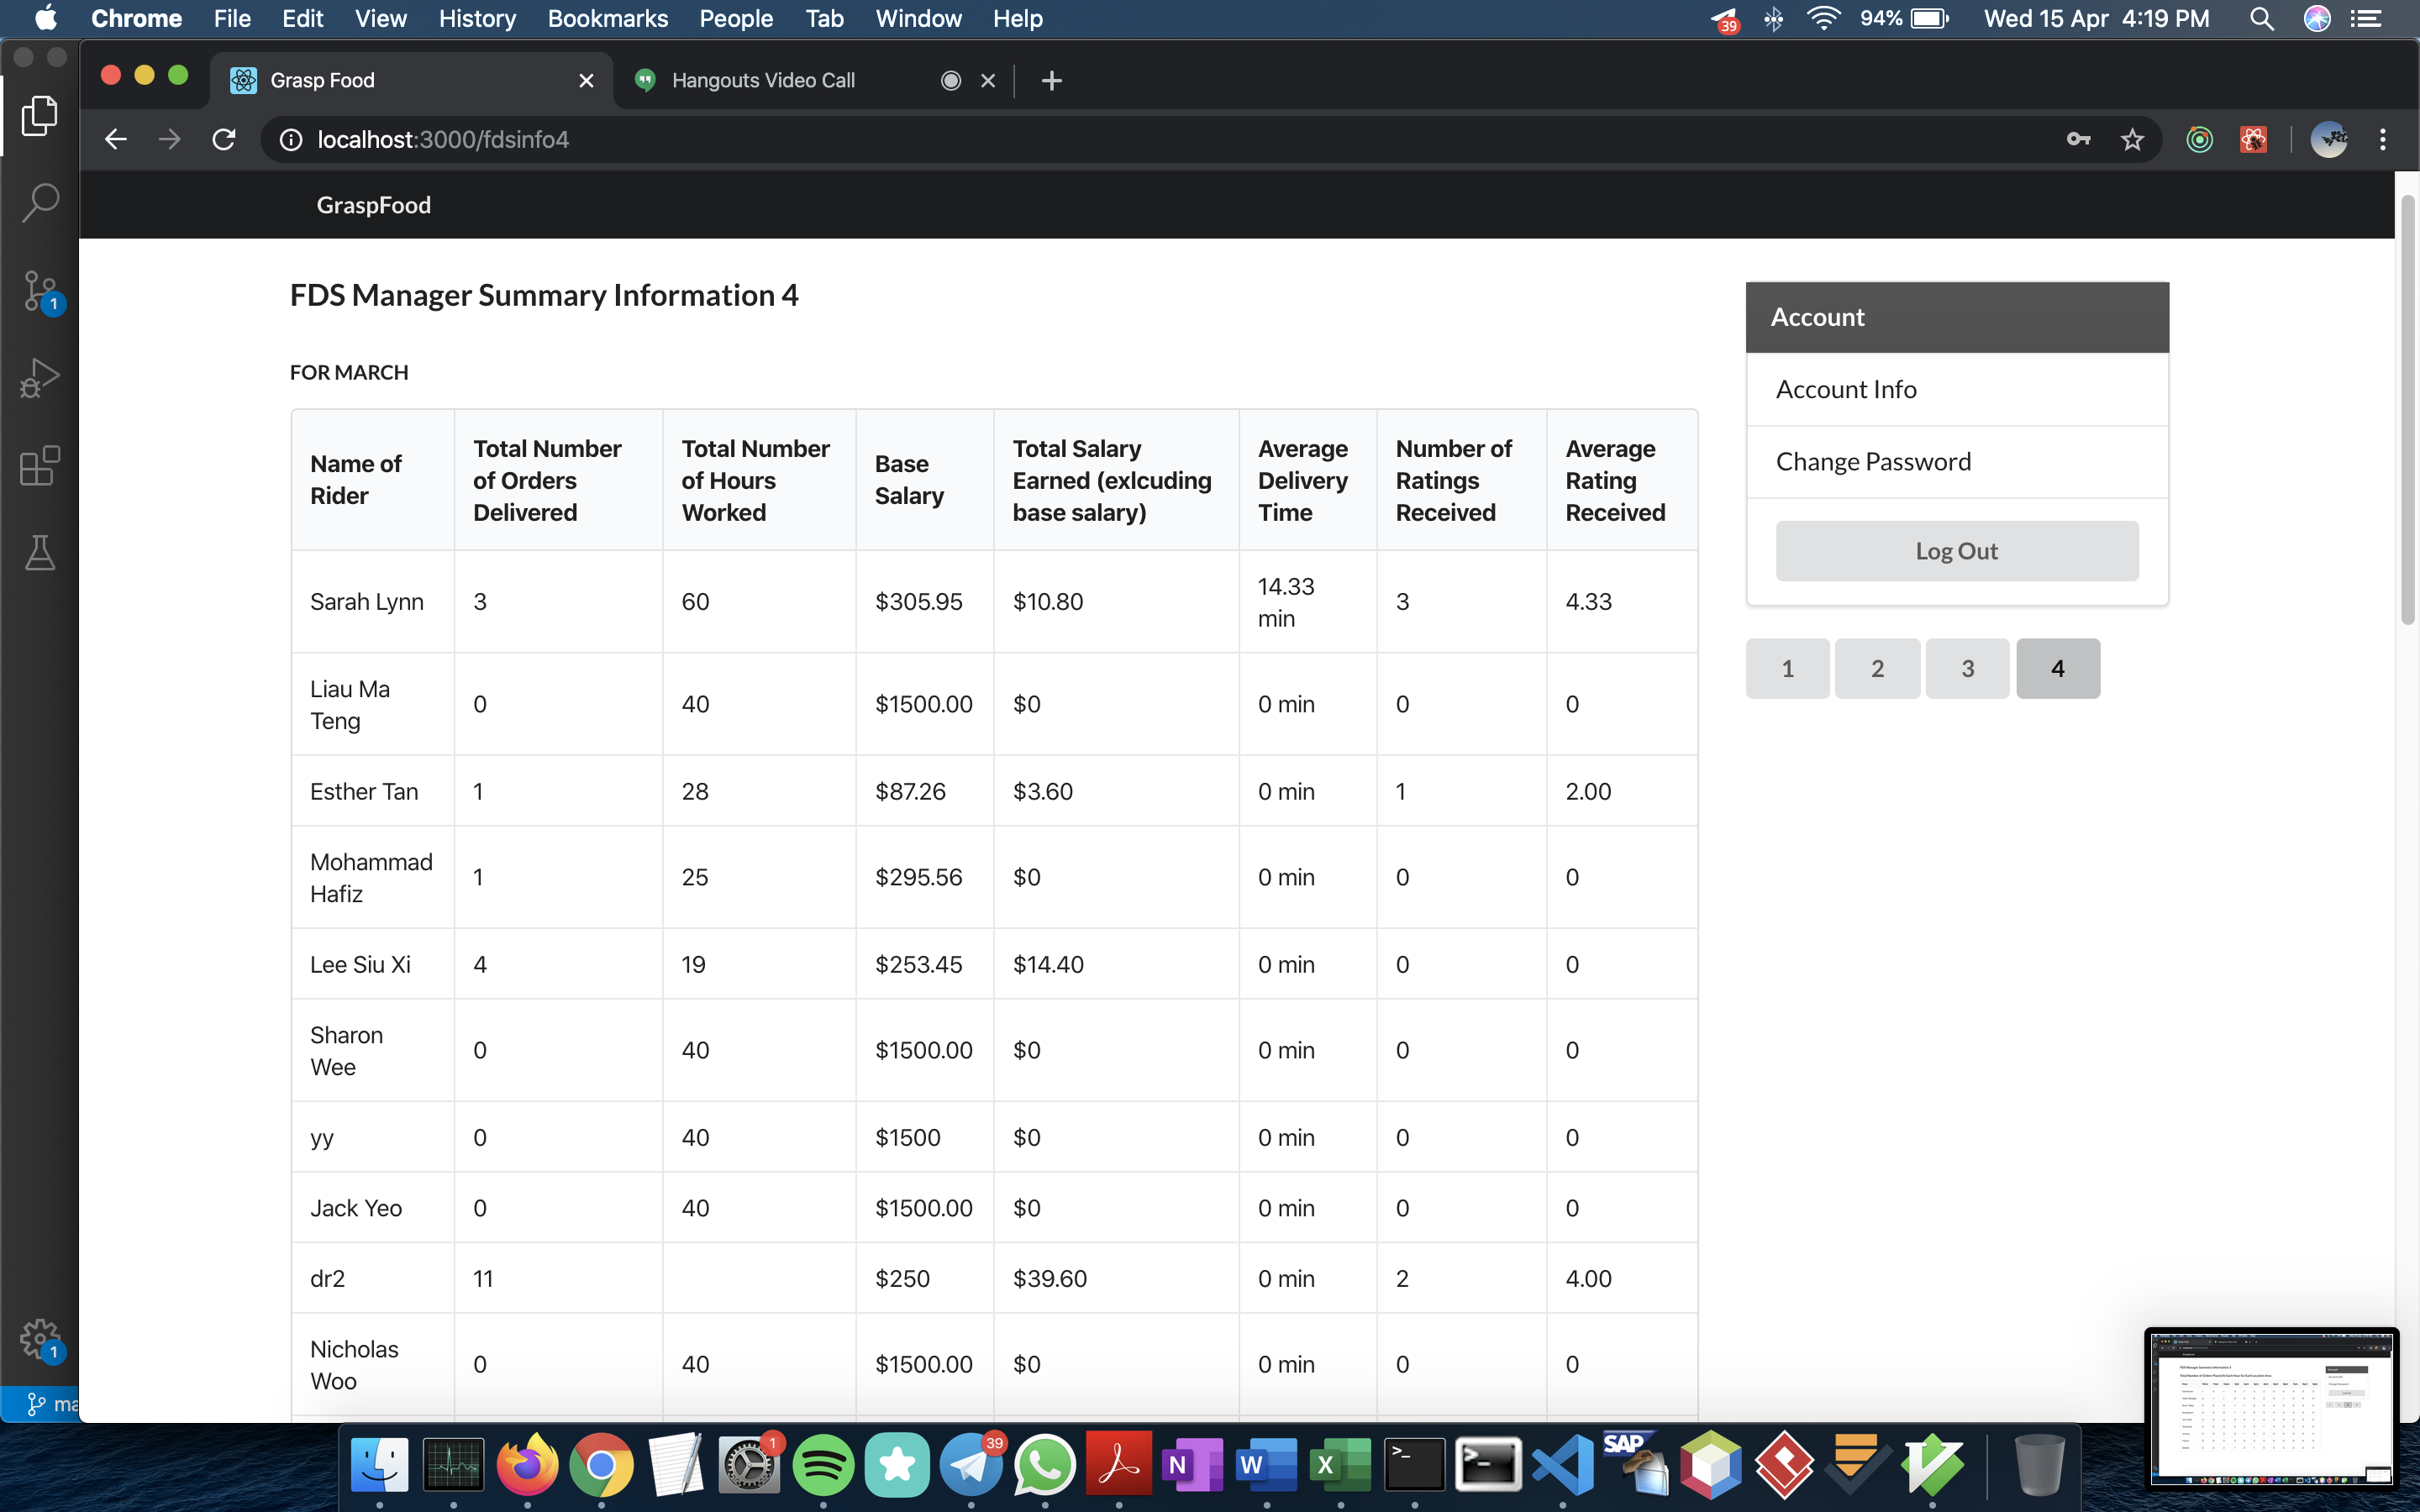 Chrome File Edit View History Bookmarks People Tab Window Help 39 94% Wed 15 Apr 4:19 PM
Grasp Food Hangouts Video Call
localhost:3000/fdsinfo4
GraspFood
FDS Manager Summary Information 4
FOR MARCH
Name of Rider Total Number of Orders Delivered Total Number of Hours Worked Base Salary Total Salary Earned (exlcuding base salary) Average Delivery Time Number of Ratings Received Average Rating Received
Sarah Lynn 3 60 $305.95 $10.80 14.33 min 3 4.33
Liau Ma Teng 0 40 $1500.00 $0 0 min 0 0
Esther Tan 1 28 $87.26 $3.60 0 min 1 2.00
Mohammad Hafiz 1 25 $295.56 $0 0 min 0 0
Lee Siu Xi 4 19 $253.45 $14.40 0 min 0 0
Sharon Wee 0 40 $1500.00 $0 0 min 0 0
yy 0 40 $1500 $0 0 min 0 0
Jack Yeo 0 40 $1500.00 $0 0 min 0 0
dr2 11 $250 $39.60 0 min 2 4.00
Nicholas Woo 0 40 $1500.00 $0 0 min 0 0
Account
Account Info
Change Password
Log Out
1 2 3 4
1
1
ma
1 39 N W X >_ >_ SAP